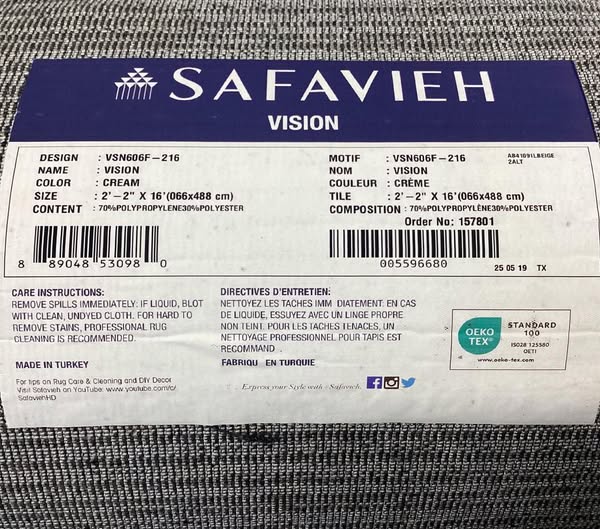 SAFAVIEH
VISION
DESIGN : VSN606F-216
NAME : VISION
COLOR : CREAM
SIZE : 2'-2" X 16'(066x488 cm)
CONTENT : 70%POLYPROPYLENE30%POLYESTER
MOTIF : VSN606F-216
NOM : VISION
COULEUR : CRÈME
TILE : 2'-2" X 16'(066x488 cm)
COMPOSITION : 70%POLYPROPYLENE30%POLYESTER
AB41091LBEIGE
2ALT
Order No: 157801
8 89048 53098 0
005596680
25 05 19 TX
CARE INSTRUCTIONS:
REMOVE SPILLS IMMEDIATELY: IF LIQUID, BLOT
WITH CLEAN, UNDYED CLOTH. FOR HARD TO
REMOVE STAINS, PROFESSIONAL RUG
CLEANING IS RECOMMENDED.
MADE IN TURKEY
For tips on Rug Care & Cleaning and DIY Decor
Visit Safavieh on YouTube: www.youtube.com/c/
SafaviehHD
DIRECTIVES D'ENTRETIEN:
NETTOYEZ LES TACHES IMM DIATEMENT. EN CAS
DE LIQUIDE, ESSUYEZ AVEC UN LINGE PROPRE
NON TEINT. POUR LES TACHES TENACES, UN
NETTOYAGE PROFESSIONNEL POUR TAPIS EST
RECOMMAND .
FABRIQU EN TURQUIE
Express your Style with #Safavieh.
OEKO
TEX®
STANDARD
100
IS028 125580
OETI
www.oeko-tex.com